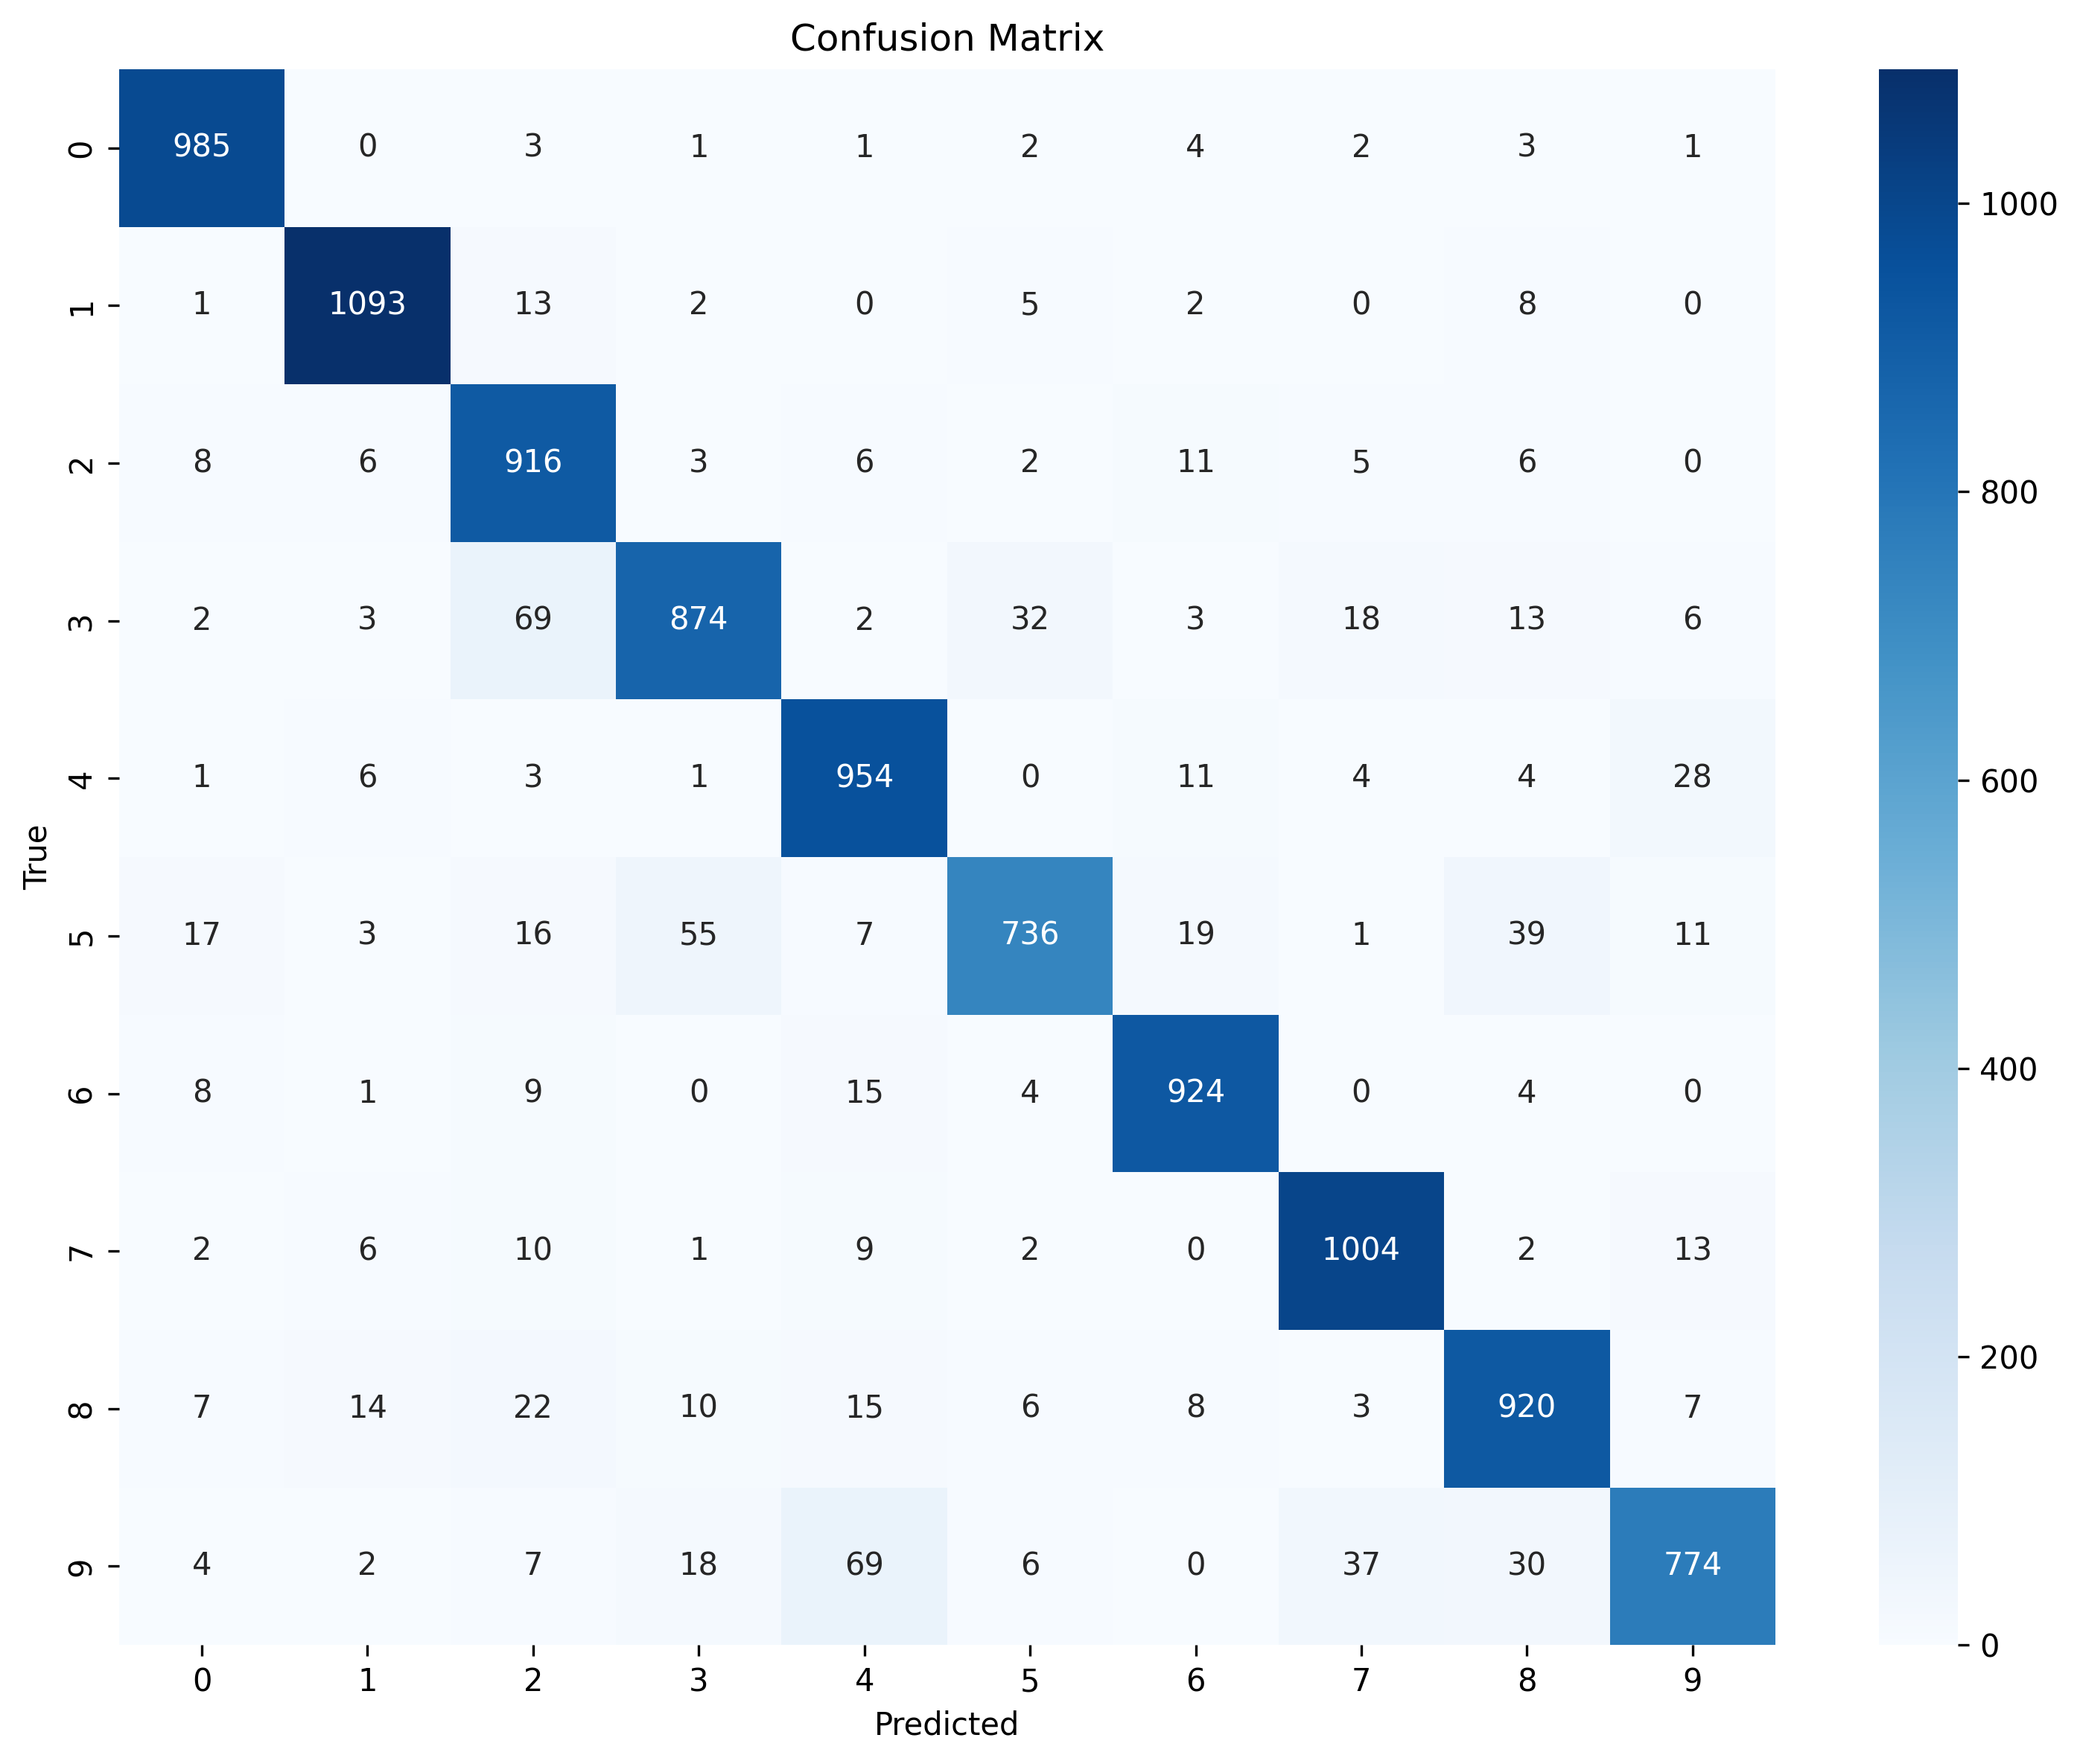 Confusion Matrix
0 985 0 3 1 1 2 4 2 3 1
1 1 1093 13 2 0 5 2 0 8 0
2 8 6 916 3 6 2 11 5 6 0
3 2 3 69 874 2 32 3 18 13 6
4 1 6 3 1 954 0 11 4 4 28
5 17 3 16 55 7 736 19 1 39 11
6 8 1 9 0 15 4 924 0 4 0
7 2 6 10 1 9 2 0 1004 2 13
8 7 14 22 10 15 6 8 3 920 7
9 4 2 7 18 69 6 0 37 30 774
0 1 2 3 4 5 6 7 8 9
Predicted
True
1000
800
600
400
200
0